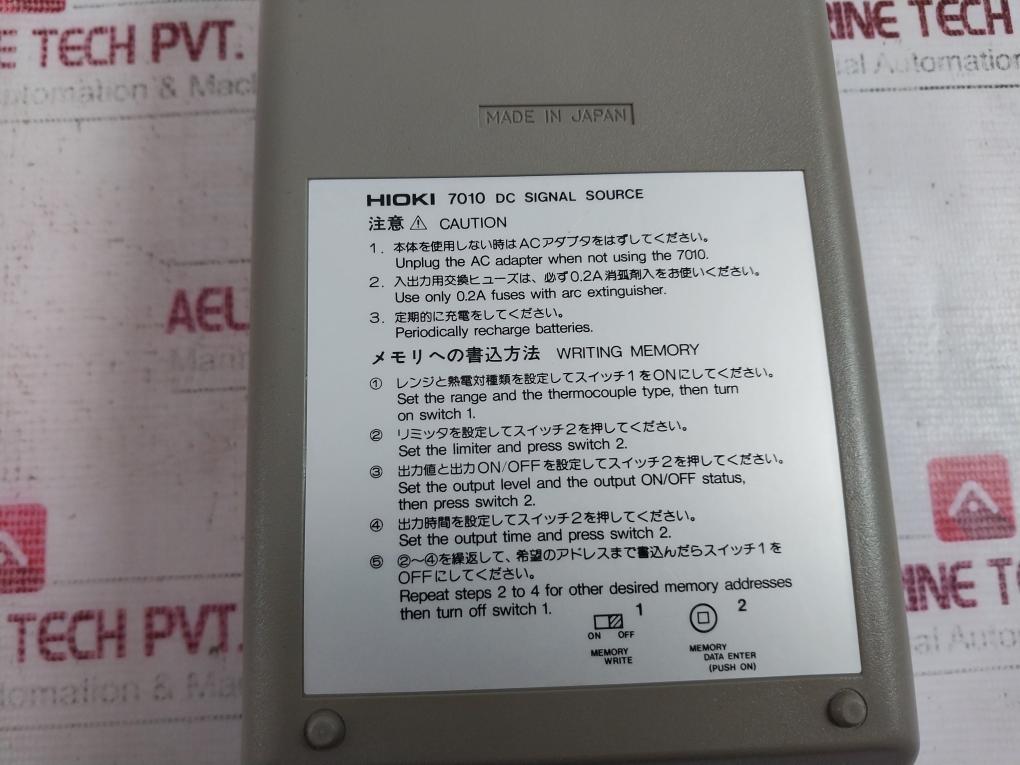 E TECH PVT.
utomation & Mac
RINE TECH
al Automation
MADE IN JAPAN
HIOKI 7010 DC SIGNAL SOURCE
注意 ⚠ CAUTION
1. 本体を使用しない時はACアダプタをはずしてください。
Unplug the AC adapter when not using the 7010.
2. 入出力用交換ヒューズは、必ず0.2A消弧剤入をお使いください。
Use only 0.2A fuses with arc extinguisher.
3. 定期的に充電をしてください。
Periodically recharge batteries.
メモリへの書込方法 WRITING MEMORY
① レンジと熱電対種類を設定してスイッチ1をONにしてください。
Set the range and the thermocouple type, then turn
on switch 1.
② リミッタを設定してスイッチ2を押してください。
Set the limiter and press switch 2.
③ 出力値と出力ON/OFFを設定してスイッチ2を押してください。
Set the output level and the output ON/OFF status,
then press switch 2.
④ 出力時間を設定してスイッチ2を押してください。
Set the output time and press switch 2.
⑤ ②〜④を繰返して、希望のアドレスまで書込んだらスイッチ1を
OFFにしてください。
Repeat steps 2 to 4 for other desired memory addresses
then turn off switch 1.
1 2
ON OFF
MEMORY
WRITE
MEMORY
DATA ENTER
(PUSH ON)
AEL
Mari
TECH PVT.
tomation & Ma
INE T
al Auto